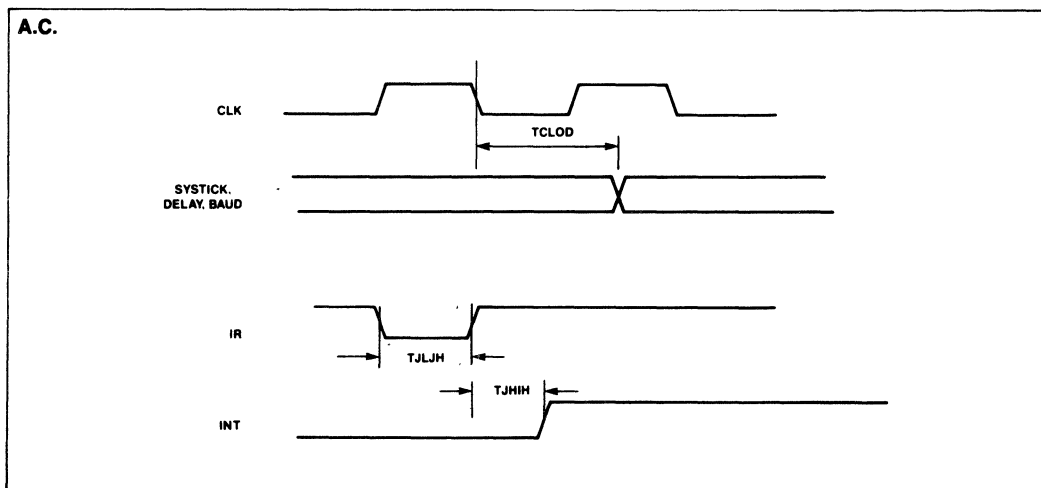 A.C.
CLK
TCLOD
SYSTICK.
DELAY. BAUD
IR
TJLJH
TJHIH
INT